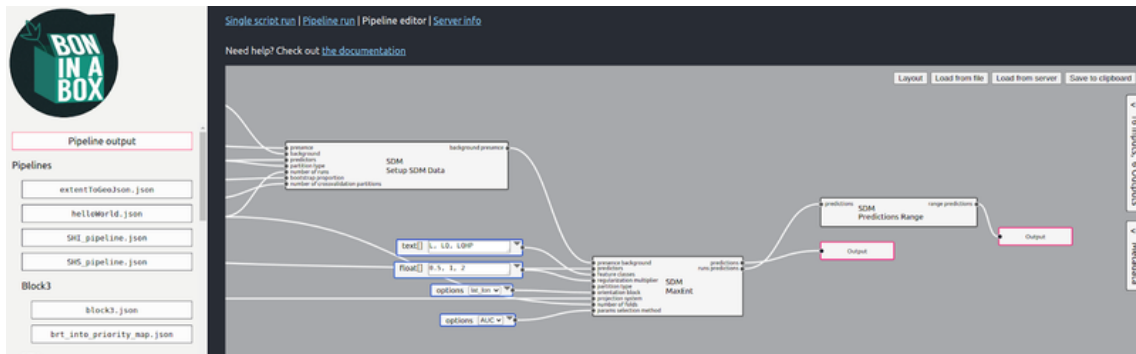 BON
IN A
BOX
Pipeline output
Pipelines
extentToGeoJson.json
helloWorld.json
SHI_pipeline.json
SHS_pipeline.json
Block3
block3.json
brt_into_priority_map.json
Single script run | Pipeline run | Pipeline editor | Server info
Need help? Check out the documentation
Layout
Load from file
Load from server
Save to clipboard
presence
background
predictors
partition-type
number of runs
bootstrap proportion
number of crossvalidation partitions
background presence
SDM
Setup SDM Data
text[] L, LQ, LQHP
float[] 0.5, 1, 2
options lat_lon
options AUC
presence background
predictors
feature classes
regularization multiplier
partition-type
orientation block
projection system
number of folds
params selection method
predictions
runs predictions
SDM
MaxEnt
predictions
range predictions
SDM
Predictions Range
Output
Output
< Metadata